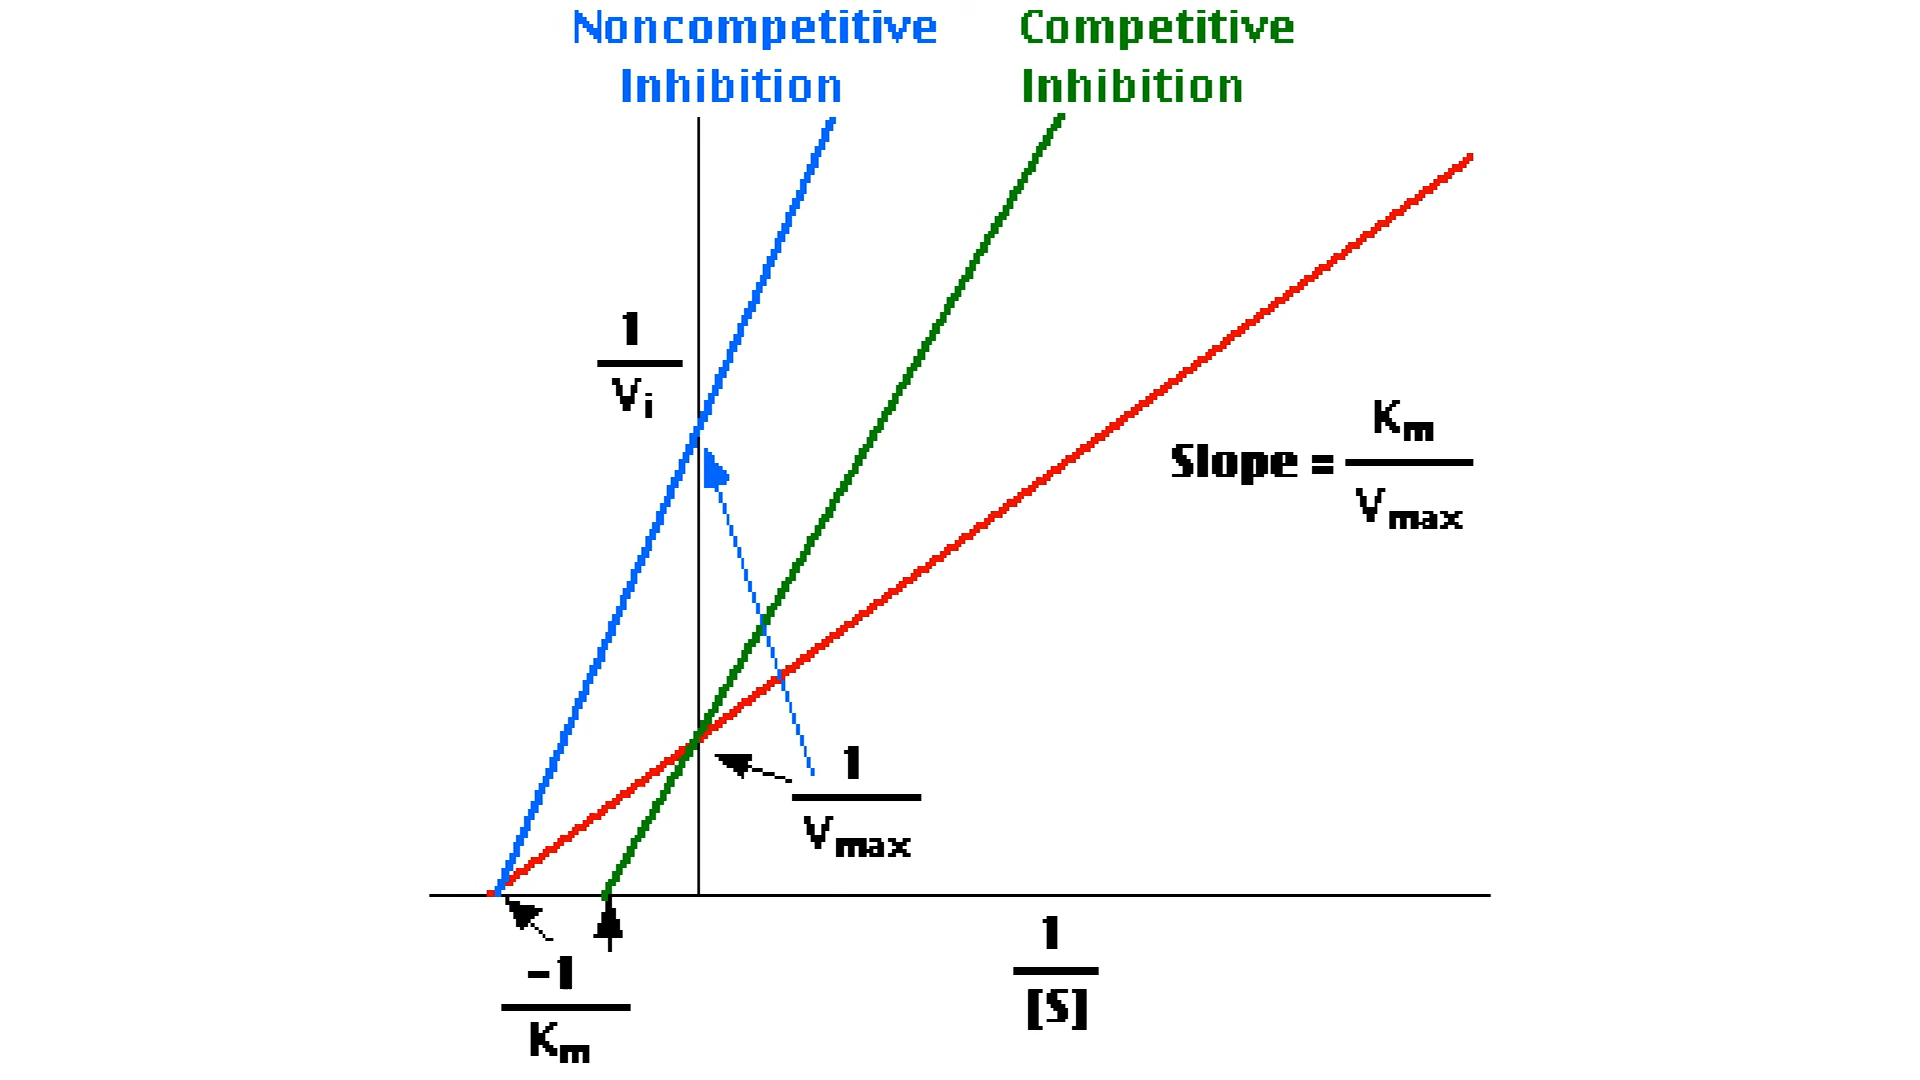 Noncompetitive
Inhibition
Competitive
Inhibition
1
Vi
Slope =
Km
Vmax
1
Vmax
-1
Km
1
[S]